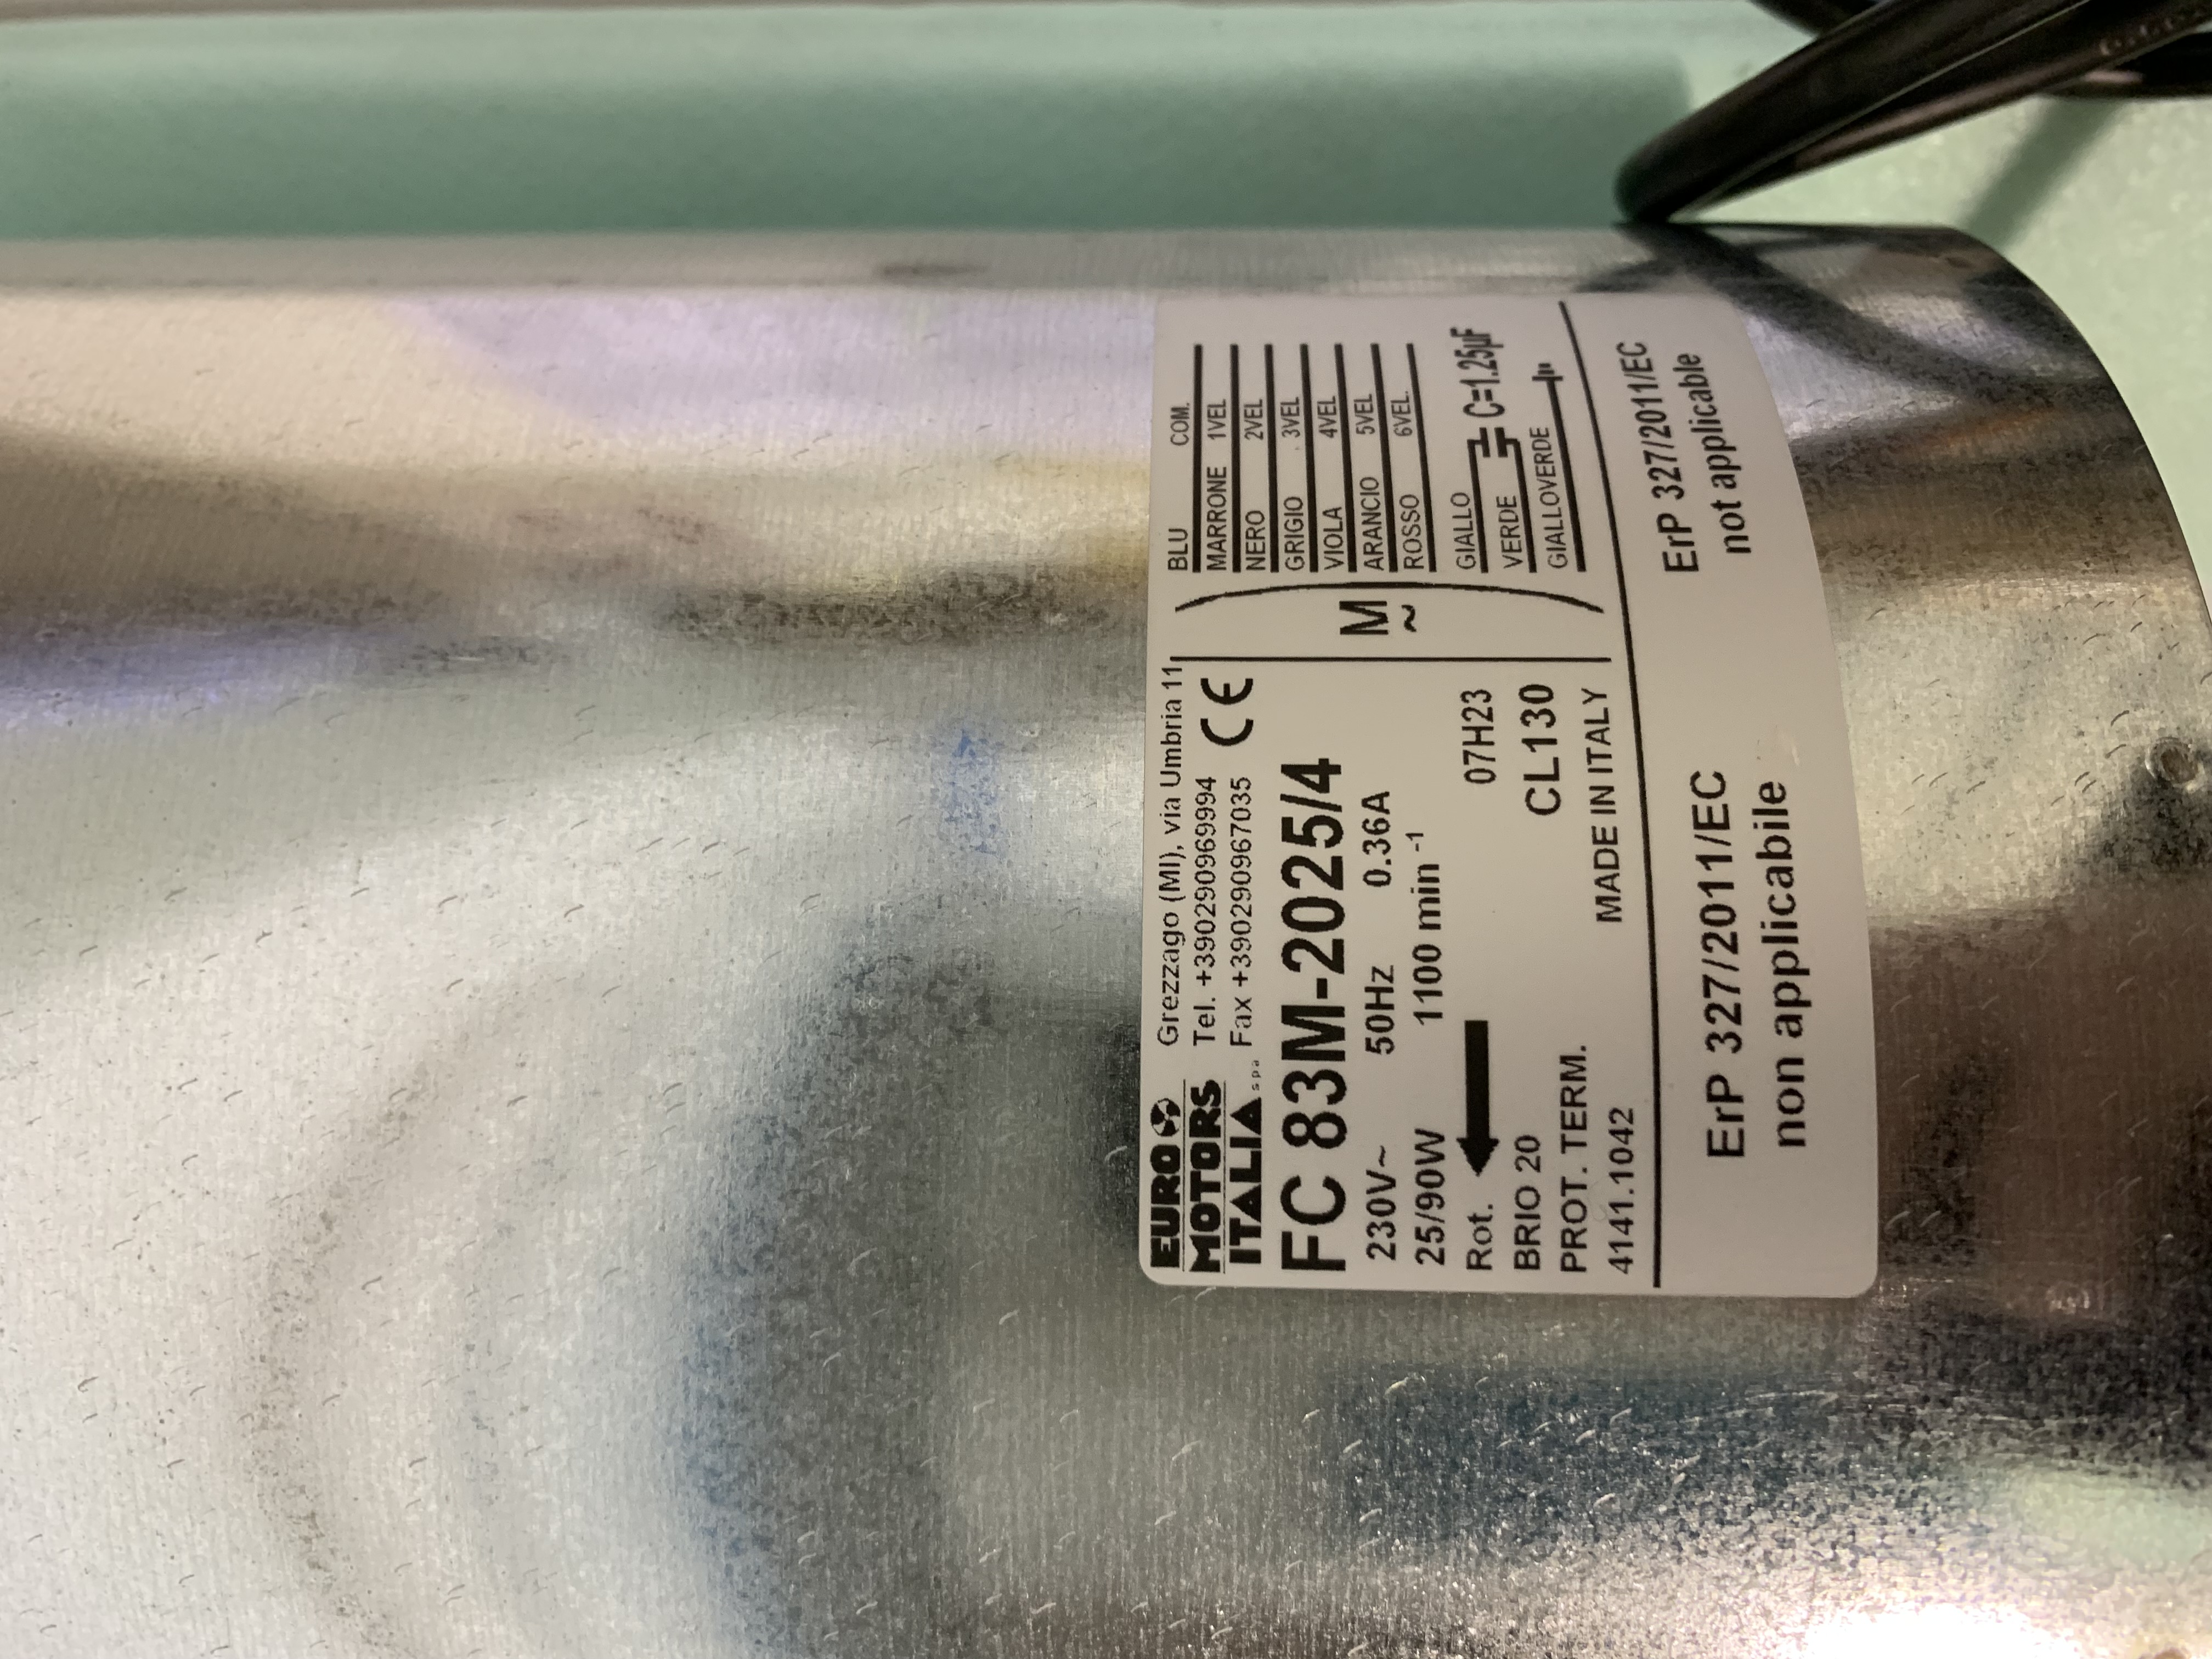 EURO
MOTORS
ITALIA spa
Grezzago (MI), via Umbria 11
Tel. +390290969994
Fax +390290967035 CE
FC 83M-2025/4
230V~ 50Hz 0.36A
25/90W 1100 min -1
Rot. 07H23
BRIO 20 CL130
PROT. TERM.
4141.1042 MADE IN ITALY
M
~
BLU COM.
MARRONE 1VEL
NERO 2VEL
GRIGIO 3VEL
VIOLA 4VEL
ARANCIO 5VEL
ROSSO 6VEL.
GIALLO
VERDE C=1.25µF
GIALLOVERDE
ErP 327/2011/EC
non applicabile
ErP 327/2011/EC
not applicable